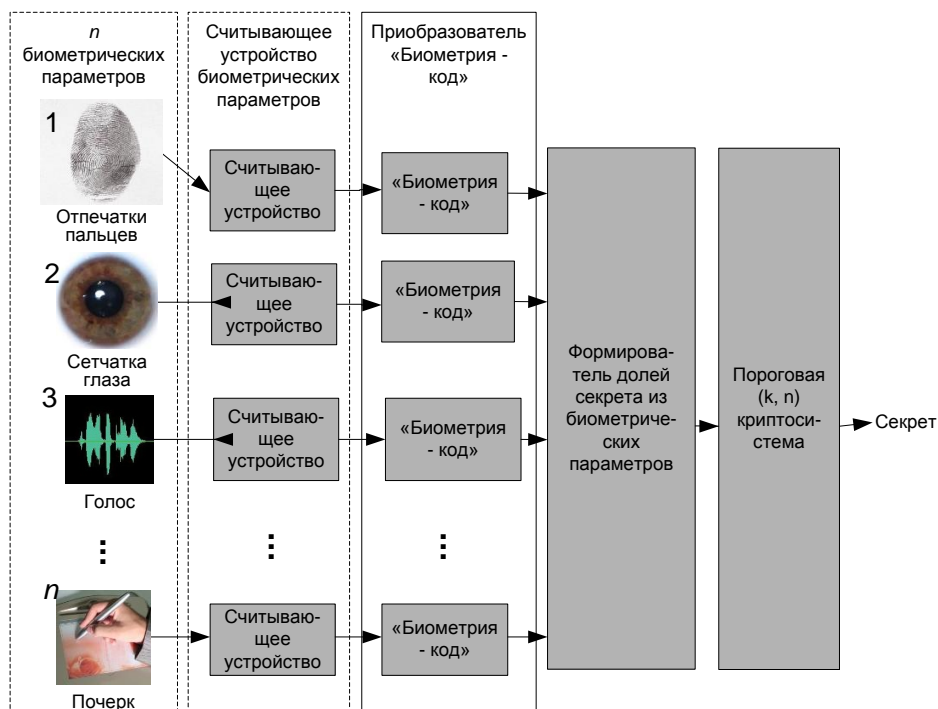 n
биометрических
параметров
Считывающее
устройство
биометрических
параметров
Приобразователь
«Биометрия -
код»
1
Отпечатки
пальцев
Считываю-
щее
устройство
«Биометрия
- код»
2
Сетчатка
глаза
Считываю-
щее
устройство
«Биометрия
- код»
3
Голос
Считываю-
щее
устройство
«Биометрия
- код»
n
Почерк
Считываю-
щее
устройство
«Биометрия
- код»
Формирова-
тель долей
секрета из
биометриче-
ских
параметров
Пороговая
(k, n)
криптоси-
стема
Секрет